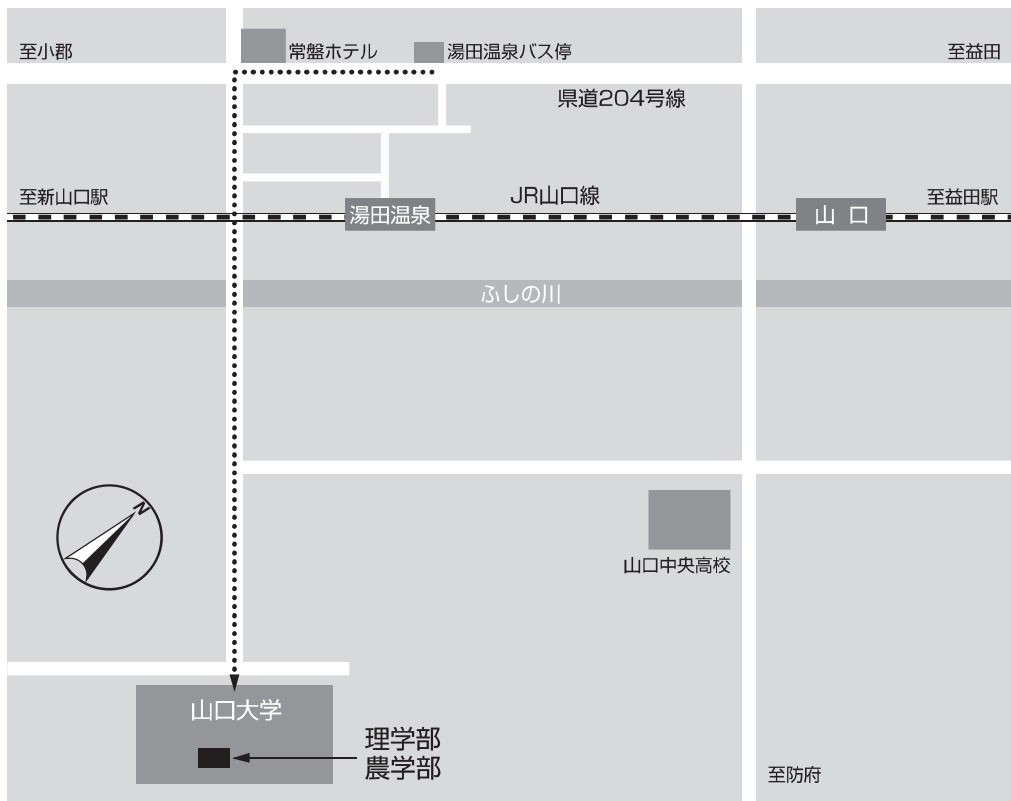 至小郡
常盤ホテル
湯田温泉バス停
至益田
県道204号線
至新山口駅
JR山口線
至益田駅
湯田温泉
山 口
ふしの川
N
山口中央高校
山口大学
理学部
農学部
至防府